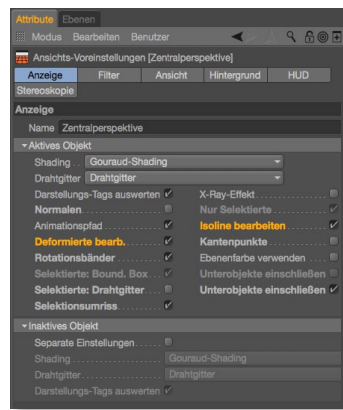 Attribute Ebenen
Modus Bearbeiten Benutzer
Ansichts-Voreinstellungen [Zentralperspektive]
Anzeige Filter Ansicht Hintergrund HUD
Stereoskopie
Anzeige
Name Zentralperspektive
Aktives Objekt
Shading . . Gouraud-Shading
Drahtgitter Drahtgitter
Darstellungs-Tags auswerten X-Ray-Effekt
Normalen Nur Selektierte
Animationspfad Isoline bearbeiten
Deformierte bearb. Kantenpunkte
Rotationsbänder Ebenenfarbe verwenden
Selektierte: Bound. Box Unterobjekte einschließen
Selektierte: Drahtgitter Unterobjekte einschließen
Selektionsumriss
Inaktives Objekt
Separate Einstellungen
Shading Gouraud-Shading
Drahtgitter Drahtgitter
Darstellungs-Tags auswerten